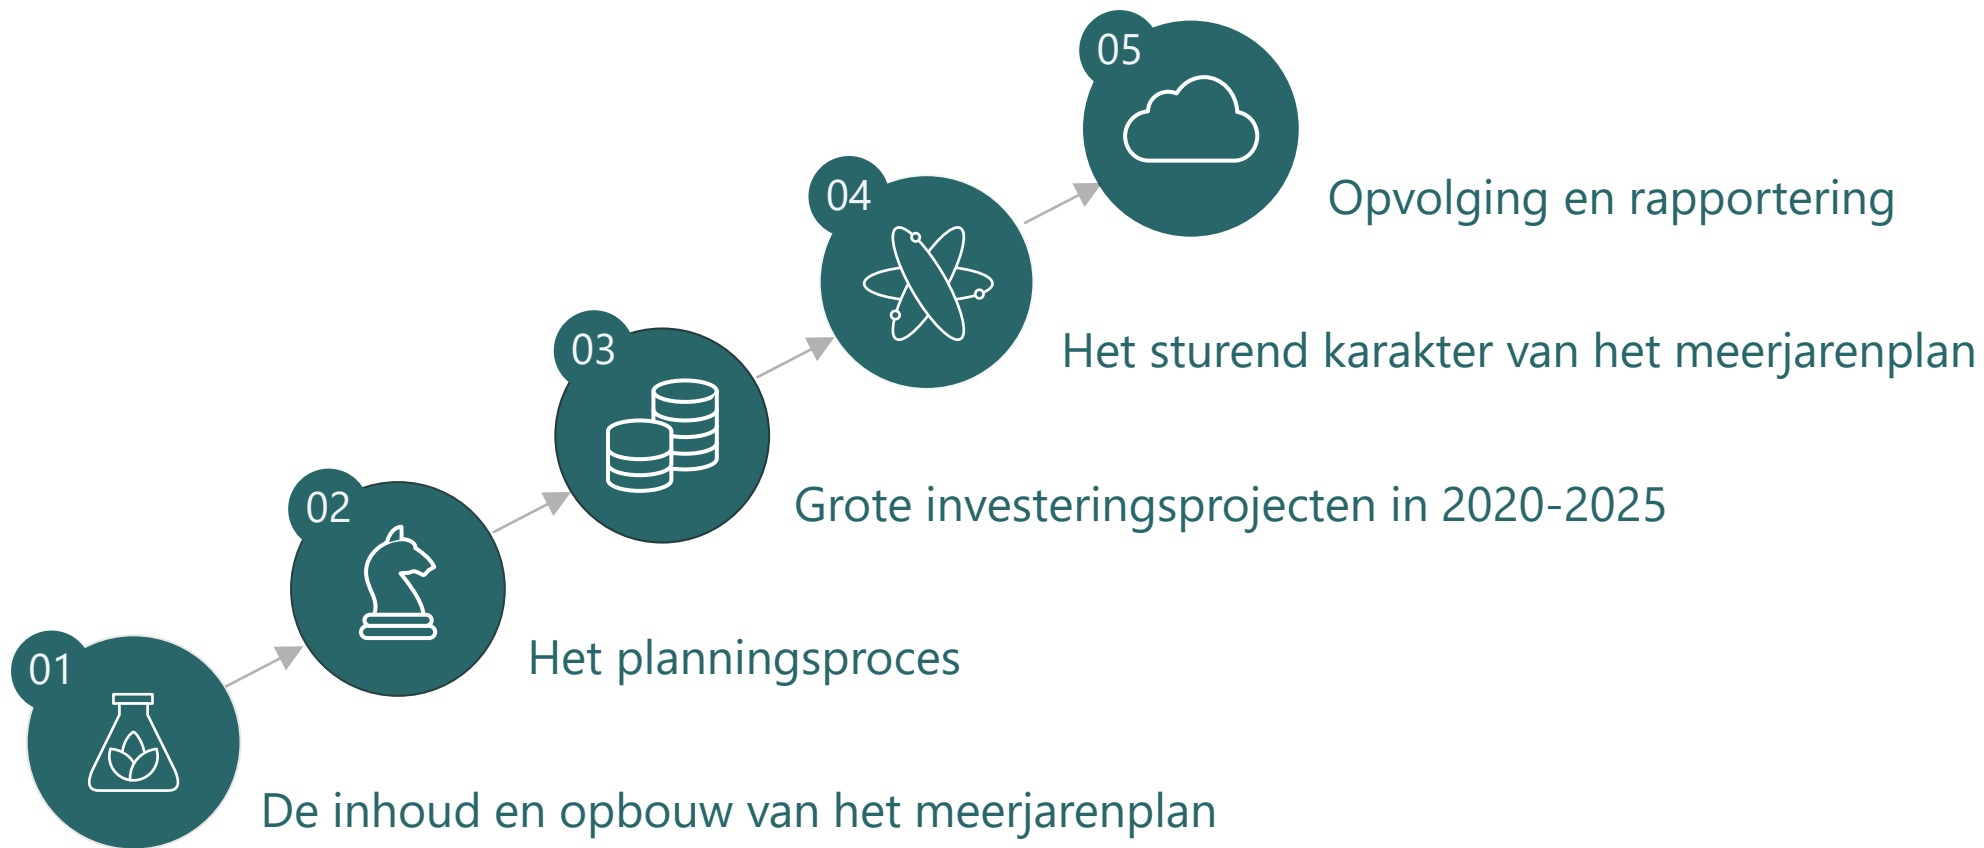 05
Opvolging en rapportering
04
Het sturend karakter van het meerjarenplan
03
Grote investeringsprojecten in 2020-2025
02
Het planningsproces
01
De inhoud en opbouw van het meerjarenplan